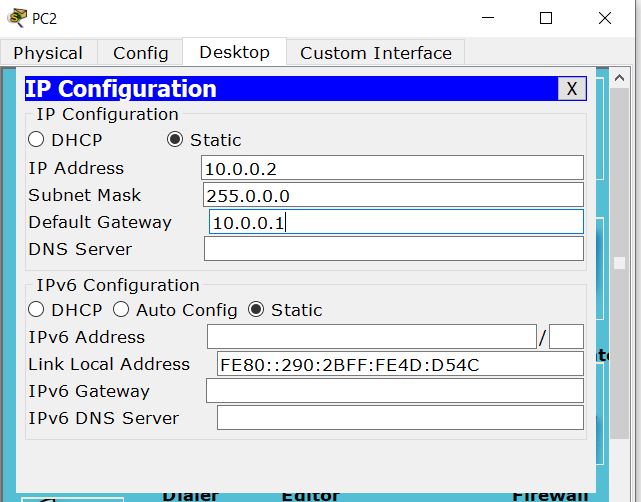 PC2
Physical Config Desktop Custom Interface
IP Configuration X
IP Configuration
DHCP Static
IP Address 10.0.0.2
Subnet Mask 255.0.0.0
Default Gateway 10.0.0.1
DNS Server
IPv6 Configuration
DHCP Auto Config Static
IPv6 Address /
Link Local Address FE80::290:2BFF:FE4D:D54C
IPv6 Gateway
IPv6 DNS Server
Dialer Editor Firewall